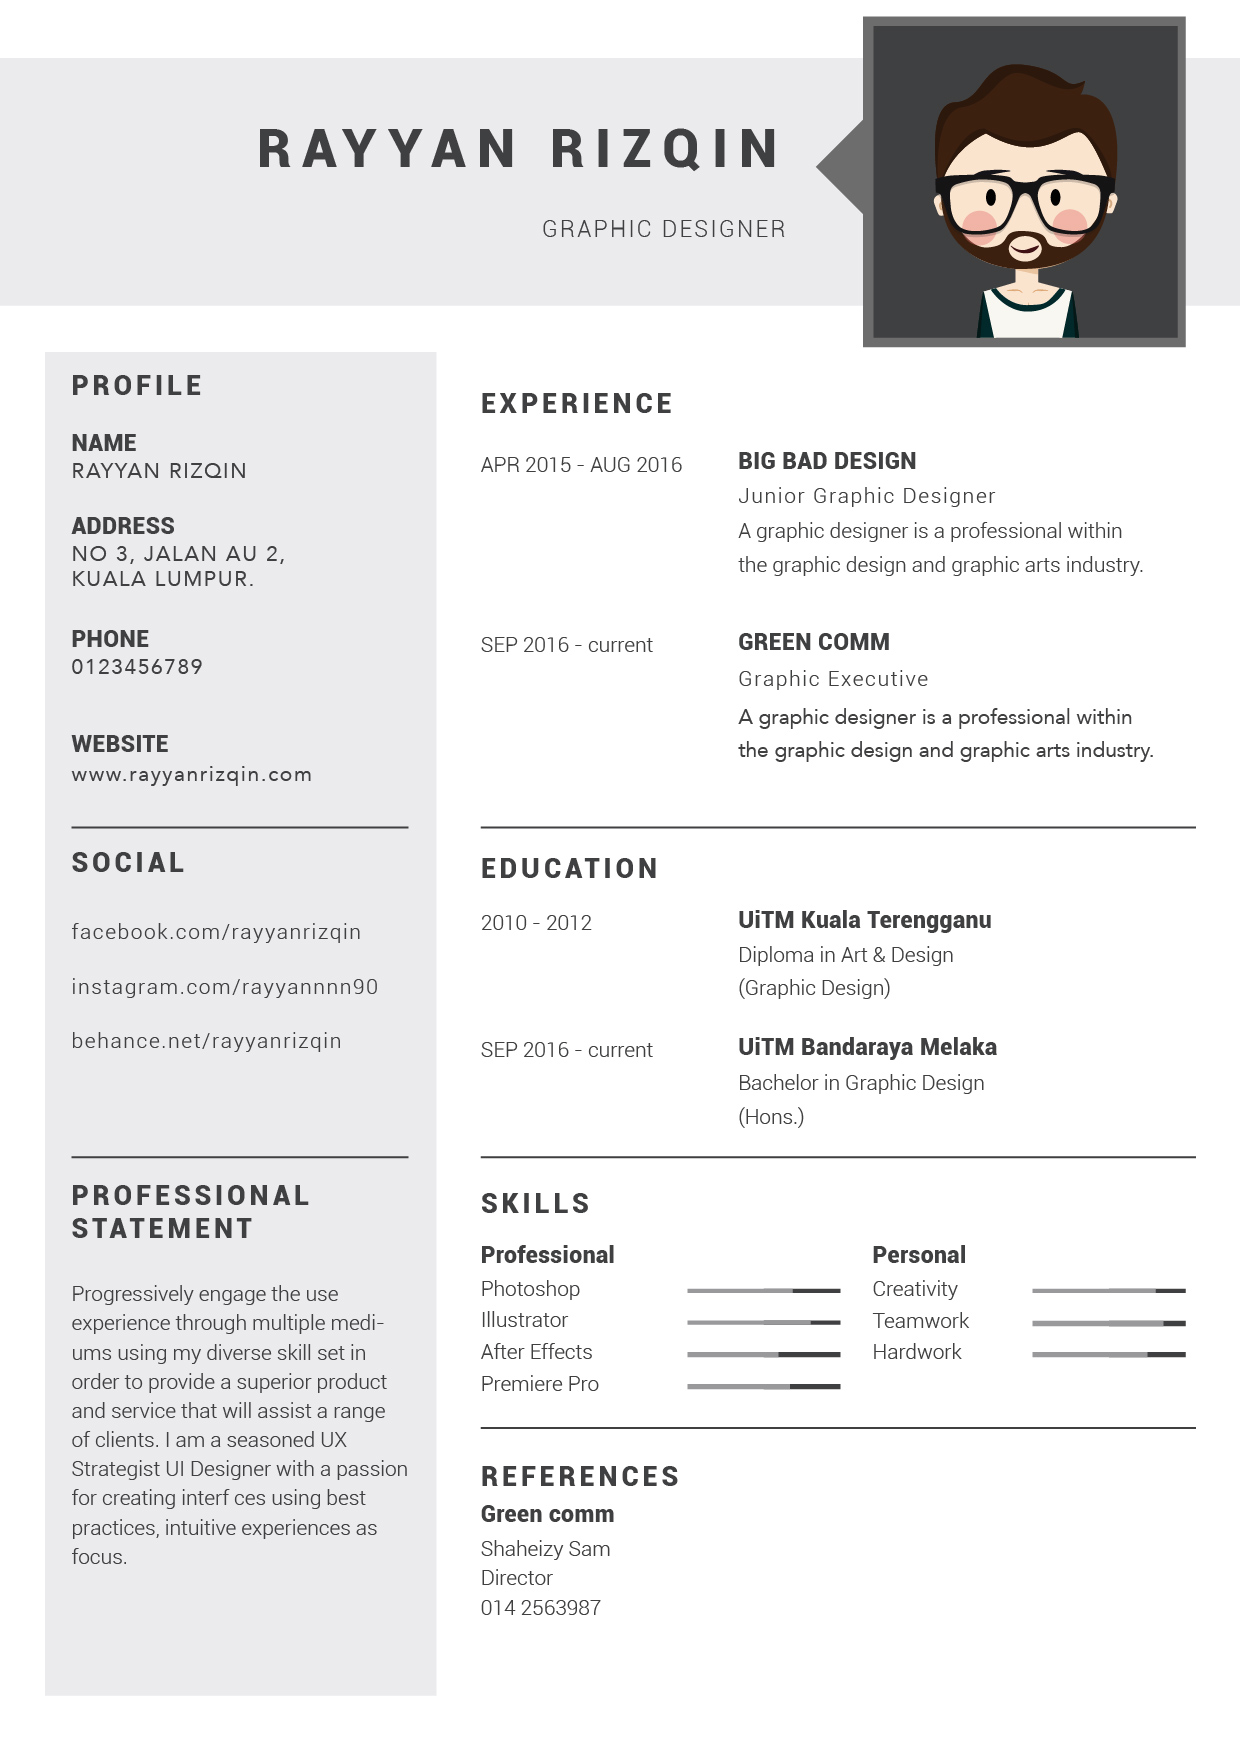 RAYYAN RIZQIN
GRAPHIC DESIGNER
PROFILE
NAME
RAYYAN RIZQIN
ADDRESS
NO 3, JALAN AU 2,
KUALA LUMPUR.
PHONE
0123456789
WEBSITE
www.rayyanrizqin.com
SOCIAL
facebook.com/rayyanrizqin
instagram.com/rayyannnn90
behance.net/rayyanrizqin
PROFESSIONAL
STATEMENT
Progressively engage the use
experience through multiple medi-
ums using my diverse skill set in
order to provide a superior product
and service that will assist a range
of clients. I am a seasoned UX
Strategist UI Designer with a passion
for creating interf ces using best
practices, intuitive experiences as
focus.
EXPERIENCE
APR 2015 - AUG 2016
BIG BAD DESIGN
Junior Graphic Designer
A graphic designer is a professional within
the graphic design and graphic arts industry.
SEP 2016 - current
GREEN COMM
Graphic Executive
A graphic designer is a professional within
the graphic design and graphic arts industry.
EDUCATION
2010 - 2012
UiTM Kuala Terengganu
Diploma in Art & Design
(Graphic Design)
SEP 2016 - current
UiTM Bandaraya Melaka
Bachelor in Graphic Design
(Hons.)
SKILLS
Professional
Photoshop
Illustrator
After Effects
Premiere Pro
Personal
Creativity
Teamwork
Hardwork
REFERENCES
Green comm
Shaheizy Sam
Director
014 2563987